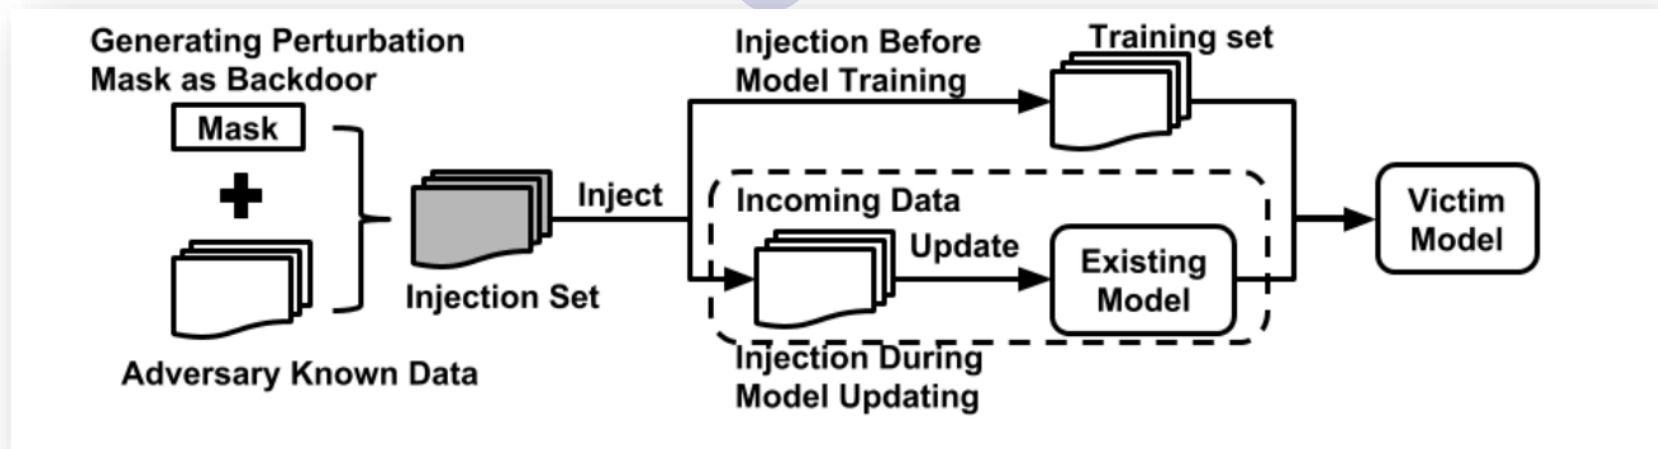 Generating Perturbation
Mask as Backdoor
Mask
Adversary Known Data
Injection Set
Inject
Injection Before
Model Training
Training set
Incoming Data
Update
Existing
Model
Injection During
Model Updating
Victim
Model